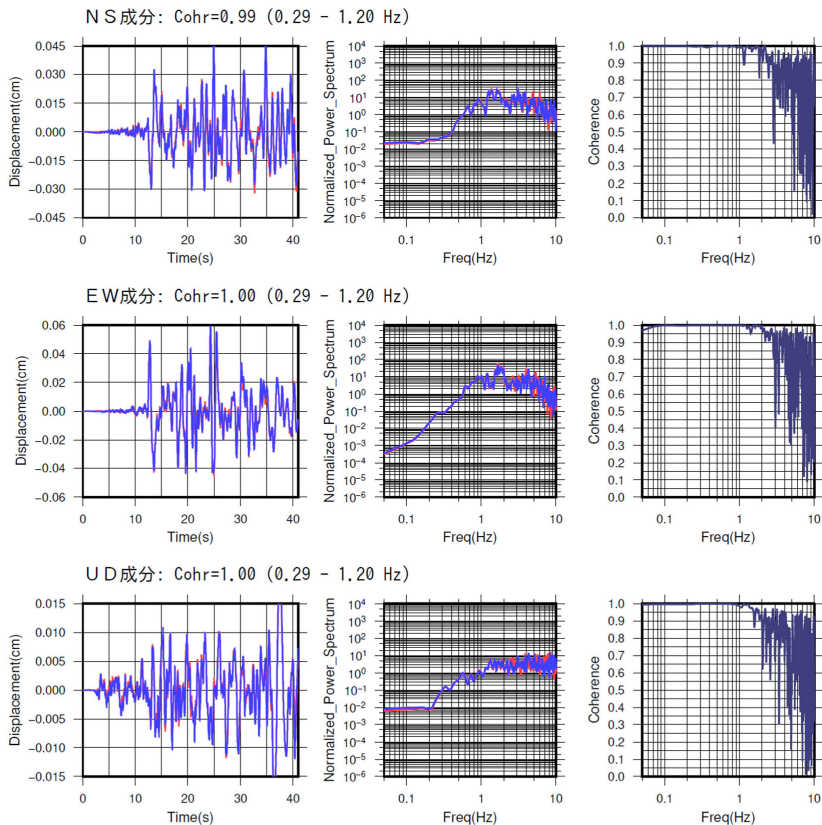 NS成分: Cohr=0.99 (0.29 - 1.20 Hz)
Displacement(cm)
0.045
0.030
0.015
0.000
−0.015
−0.030
−0.045
0 10 20 30 40
Time(s)
Normalized_Power_Spectrum
10⁴
10³
10²
10¹
10⁰
10⁻¹
10⁻²
10⁻³
10⁻⁴
10⁻⁵
10⁻⁶
0.1 1 10
Freq(Hz)
Coherence
1.0
0.9
0.8
0.7
0.6
0.5
0.4
0.3
0.2
0.1
0.0
0.1 1 10
Freq(Hz)
EW成分: Cohr=1.00 (0.29 - 1.20 Hz)
Displacement(cm)
0.06
0.04
0.02
0.00
−0.02
−0.04
−0.06
0 10 20 30 40
Time(s)
Normalized_Power_Spectrum
10⁴
10³
10²
10¹
10⁰
10⁻¹
10⁻²
10⁻³
10⁻⁴
10⁻⁵
10⁻⁶
0.1 1 10
Freq(Hz)
Coherence
1.0
0.9
0.8
0.7
0.6
0.5
0.4
0.3
0.2
0.1
0.0
0.1 1 10
Freq(Hz)
UD成分: Cohr=1.00 (0.29 - 1.20 Hz)
Displacement(cm)
0.015
0.010
0.005
0.000
−0.005
−0.010
−0.015
0 10 20 30 40
Time(s)
Normalized_Power_Spectrum
10⁴
10³
10²
10¹
10⁰
10⁻¹
10⁻²
10⁻³
10⁻⁴
10⁻⁵
10⁻⁶
0.1 1 10
Freq(Hz)
Coherence
1.0
0.9
0.8
0.7
0.6
0.5
0.4
0.3
0.2
0.1
0.0
0.1 1 10
Freq(Hz)